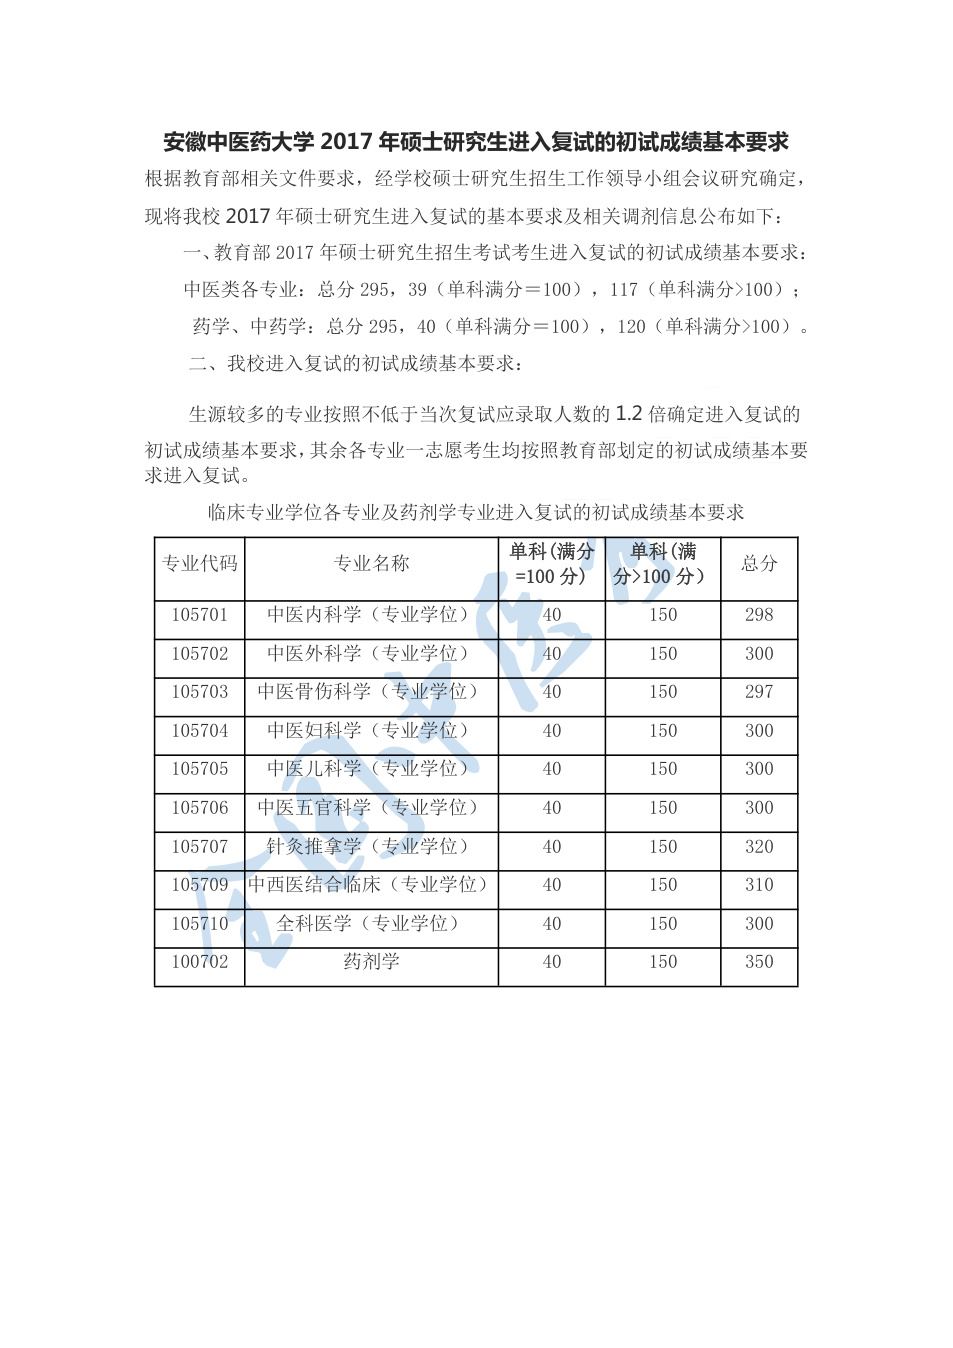 安徽中医药大学 2017 年硕士研究生进入复试的初试成绩基本要求
根据教育部相关文件要求，经学校硕士研究生招生工作领导小组会议研究确定，
现将我校 2017 年硕士研究生进入复试的基本要求及相关调剂信息公布如下：
一、教育部 2017 年硕士研究生招生考试考生进入复试的初试成绩基本要求：
中医类各专业：总分 295，39（单科满分＝100），117（单科满分>100）；
药学、中药学：总分 295，40（单科满分＝100），120（单科满分>100）。
二、我校进入复试的初试成绩基本要求：
生源较多的专业按照不低于当次复试应录取人数的 1.2 倍确定进入复试的
初试成绩基本要求，其余各专业一志愿考生均按照教育部划定的初试成绩基本要
求进入复试。
临床专业学位各专业及药剂学专业进入复试的初试成绩基本要求
专业代码 专业名称 单科(满分=100 分) 单科(满分>100 分） 总分
105701 中医内科学（专业学位） 40 150 298
105702 中医外科学（专业学位） 40 150 300
105703 中医骨伤科学（专业学位） 40 150 297
105704 中医妇科学（专业学位） 40 150 300
105705 中医儿科学（专业学位） 40 150 300
105706 中医五官科学（专业学位） 40 150 300
105707 针灸推拿学（专业学位） 40 150 320
105709 中西医结合临床（专业学位） 40 150 310
105710 全科医学（专业学位） 40 150 300
100702 药剂学 40 150 350